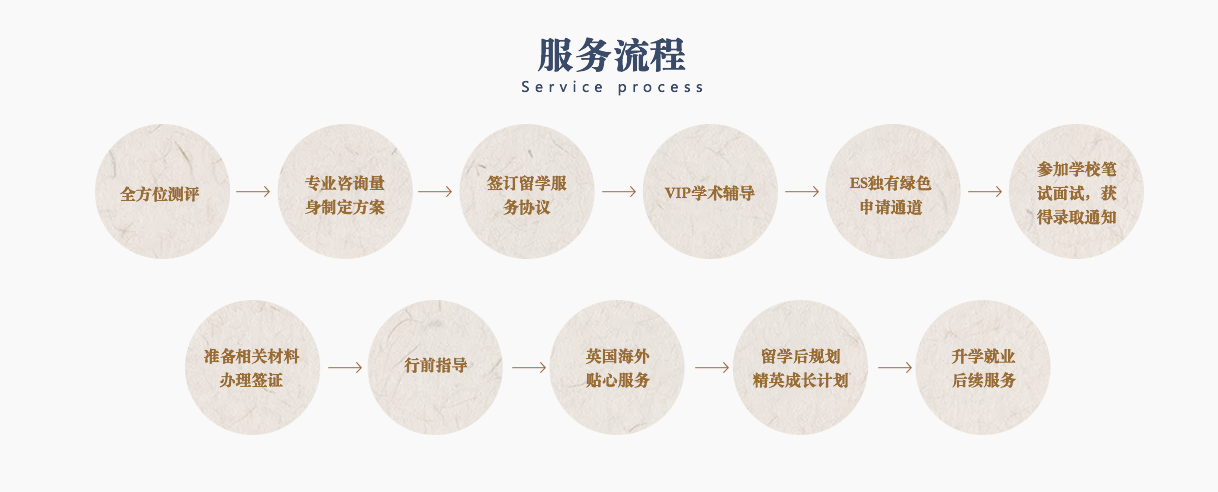 服务流程
Service process
全方位测评
专业咨询量
身制定方案
签订留学服
务协议
VIP学术辅导
ES独有绿色
申请通道
参加学校笔
试面试，获
得录取通知
准备相关材料
办理签证
行前指导
英国海外
贴心服务
留学后规划
精英成长计划
升学就业
后续服务